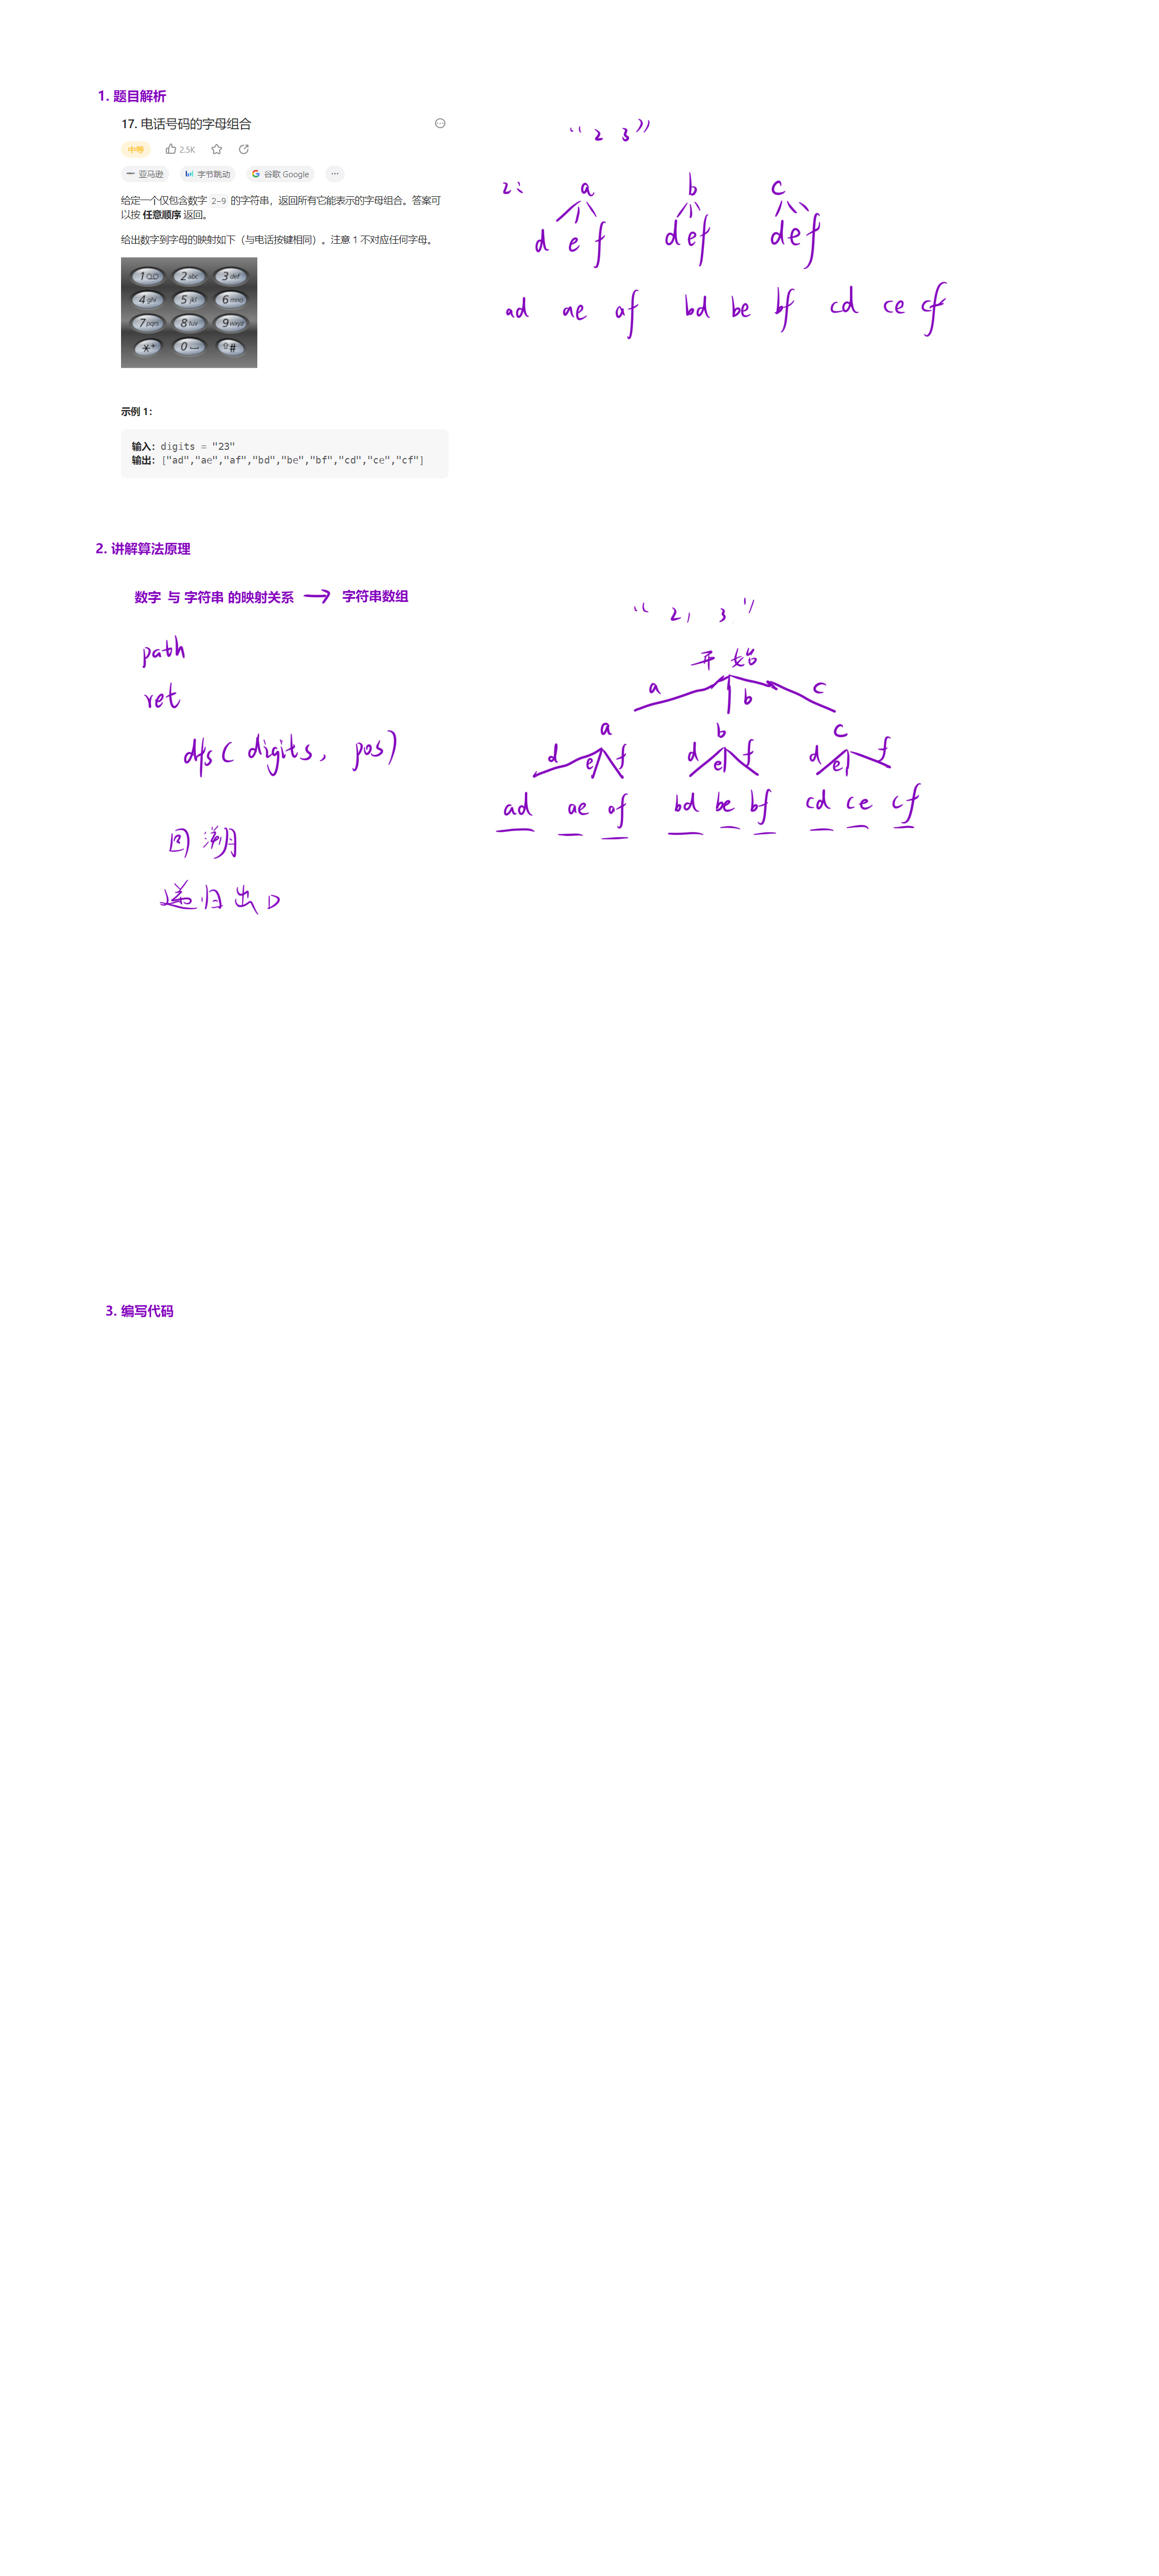 1. 题目解析
17. 电话号码的字母组合
中等 2.5K
亚马逊 字节跳动 谷歌 Google ...
给定一个仅包含数字 2-9 的字符串，返回所有它能表示的字母组合。答案可
以按 任意顺序 返回。
给出数字到字母的映射如下（与电话按键相同）。注意 1 不对应任何字母。
1 2 abc 3 def
4 ghi 5 jkl 6 mno
7 pqrs 8 tuv 9 wxyz
*+ 0 #
示例 1：
输入：digits = "23"
输出：["ad","ae","af","bd","be","bf","cd","ce","cf"]
"2 3"
2: a b c
d e f d e f d e f
ad ae af bd be bf cd ce cf
2. 讲解算法原理
数字 与 字符串 的映射关系 → 字符串数组
path
ret
dfs( digits, pos)
回溯
递归出口
"2, 3"
开始
a b c
a b c
d e f d e f d e f
ad ae af bd be bf cd ce cf
3. 编写代码